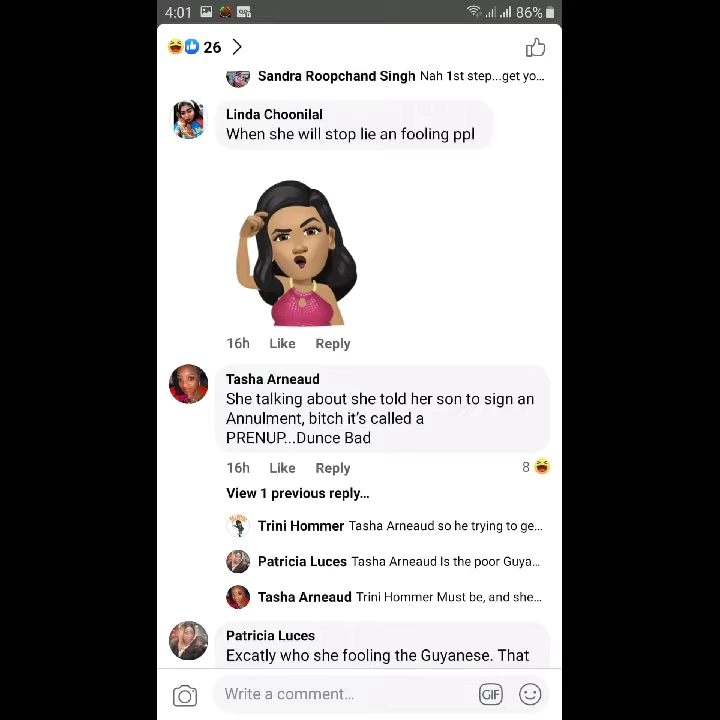 4:01
86%
26
Sandra Roopchand Singh Nah 1st step...get yo...
Linda Choonilal
When she will stop lie an fooling ppl
16h Like Reply
Tasha Arneaud
She talking about she told her son to sign an
Annulment, bitch it's called a
PRENUP...Dunce Bad
16h Like Reply 8
View 1 previous reply...
Trini Hommer Tasha Arneaud so he trying to ge...
Patricia Luces Tasha Arneaud Is the poor Guya...
Tasha Arneaud Trini Hommer Must be, and she...
Patricia Luces
Excatly who she fooling the Guyanese. That
Write a comment...
GIF